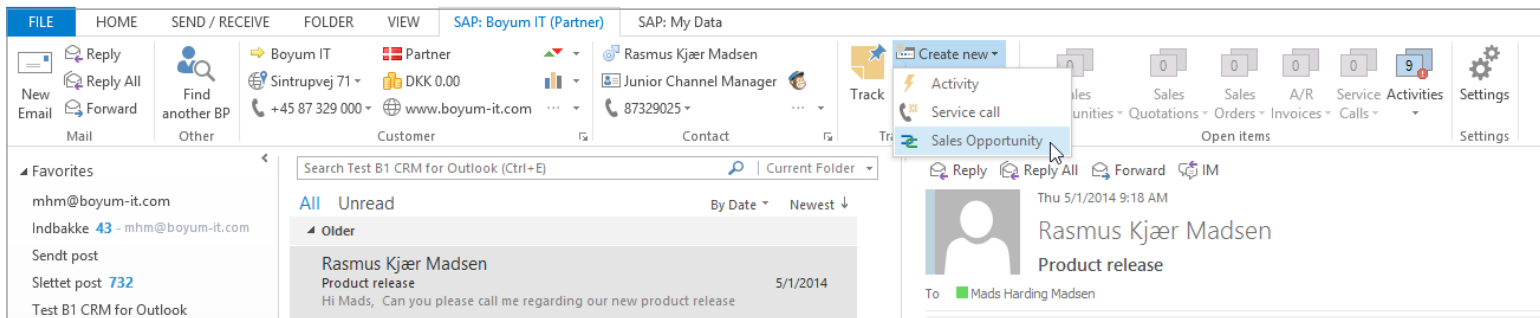 FILE HOME SEND / RECEIVE FOLDER VIEW SAP: Boyum IT (Partner) SAP: My Data
Reply Boyum IT Partner Rasmus Kjær Madsen Create new
Reply All Sintrupvej 71 DKK 0.00 Junior Channel Manager Activity
New Email Forward Find another BP +45 87 329 000 www.boyum-it.com ... 87329025 ... Track Service call
0 0 0 0 0 9
Sales Quotations Sales Orders A/R Invoices Service Calls Activities Settings
Mail Other Customer Contact Sales Opportunity Open items Settings
Favorites Search Test B1 CRM for Outlook (Ctrl+E) Current Folder Reply Reply All Forward IM
mhm@boyum-it.com All Unread By Date Newest Thu 5/1/2014 9:18 AM
Indbakke 43 - mhm@boyum-it.com Older Rasmus Kjær Madsen
Sendt post Rasmus Kjær Madsen Product release
Slettet post 732 Product release 5/1/2014 To Mads Harding Madsen
Test B1 CRM for Outlook Hi Mads, Can you please call me regarding our new product release